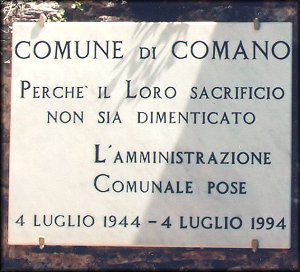 COMUNE DI COMANO
PERCHE' IL LORO SACRIFICIO
NON SIA DIMENTICATO
L'AMMINISTRAZIONE
COMUNALE POSE
4 LUGLIO 1944 - 4 LUGLIO 1994